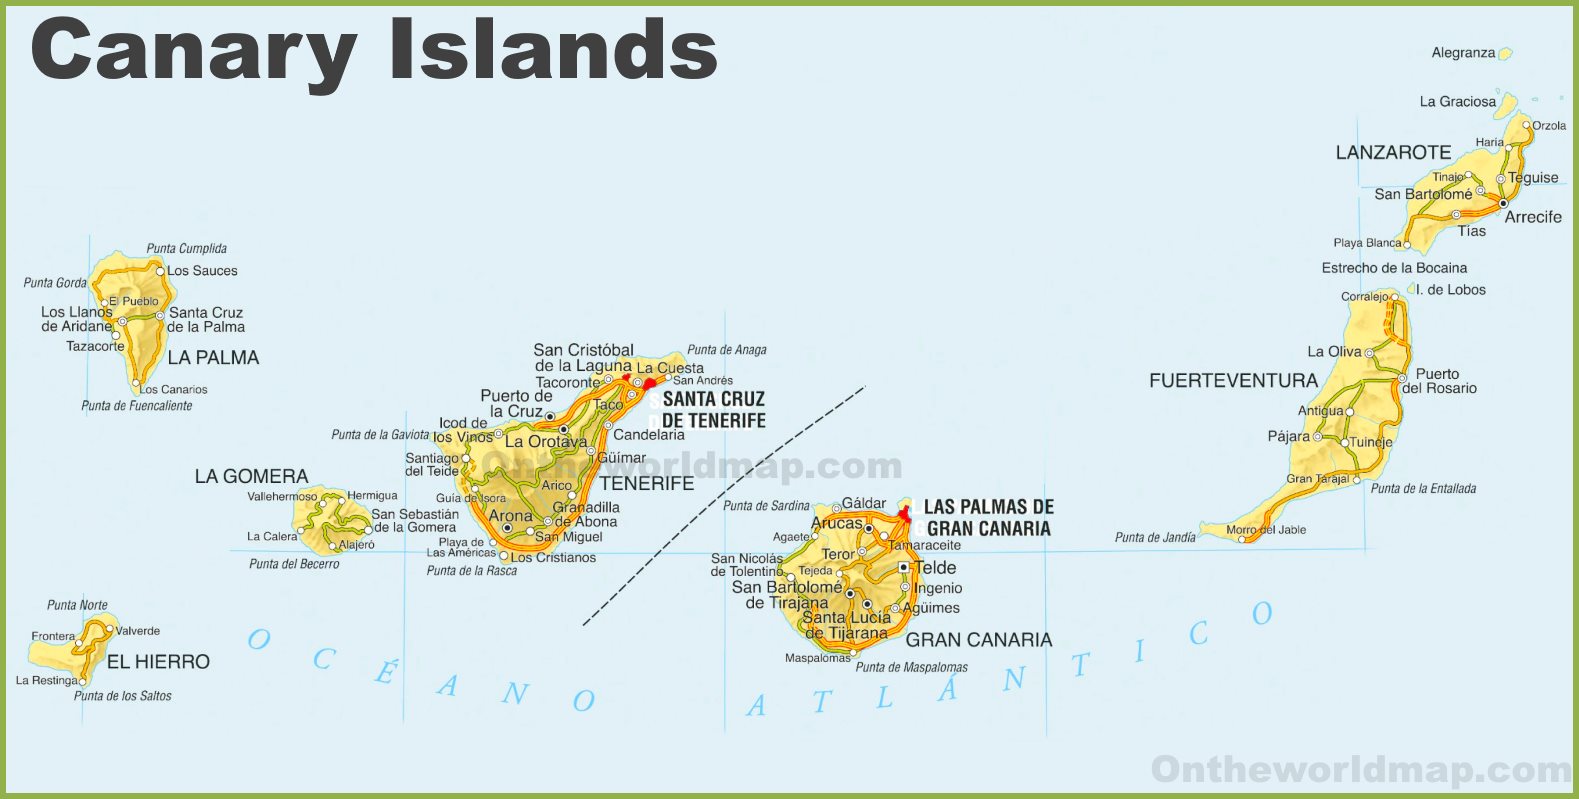 Canary Islands
Alegranza
La Graciosa
Orzola
Haría
LANZAROTE
Tinajo
Teguise
San Bartolomé
Arrecife
Tías
Playa Blanca
Estrecho de la Bocaina
I. de Lobos
Corralejo
La Oliva
Puerto
del Rosario
FUERTEVENTURA
Antigua
Pájara
Tuineje
Gran Tarajal
Punta de la Entallada
Morro del Jable
Punta de Jandía
Punta Cumplida
Los Sauces
Punta Gorda
El Pueblo
Los Llanos
de Aridane
Santa Cruz
de la Palma
Tazacorte
LA PALMA
Los Canarios
Punta de Fuencaliente
San Cristóbal
de la Laguna
La Cuesta
Punta de Anaga
Tacoronte
San Andrés
Puerto de
la Cruz
Taco
SANTA CRUZ
DE TENERIFE
Icod de
los Vinos
Punta de la Gaviota
La Orotava
Candelaria
Santiago
del Teide
Güímar
TENERIFE
Guía de Isora
Arico
Arona
Granadilla
de Abona
San Miguel
Playa de
Las Américas
Los Cristianos
Punta de la Rasca
Ontheworldmap.com
LA GOMERA
Vallehermoso
Hermigua
San Sebastián
de la Gomera
La Calera
Alajeró
Punta del Becerro
Punta Norte
Valverde
Frontera
EL HIERRO
La Restinga
Punta de los Saltos
Punta de Sardina
Gáldar
LAS PALMAS DE
GRAN CANARIA
Arucas
Agaete
Tamaraceite
Teror
San Nicolás
de Tolentino
Tejeda
Telde
San Bartolomé
de Tirajana
Ingenio
Agüimes
Santa Lucía
de Tijarana
GRAN CANARIA
Maspalomas
Punta de Maspalomas
OCÉANO ATLÁNTICO
Ontheworldmap.com